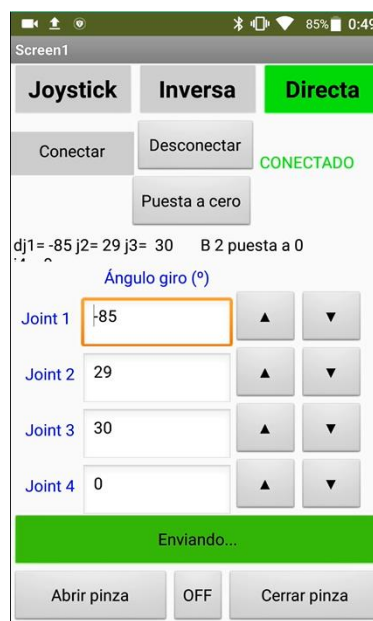 85% 0:49
Screen1
Joystick Inversa Directa
Conectar Desconectar CONECTADO
Puesta a cero
dj1= -85 j2= 29 j3= 30 B 2 puesta a 0
Ángulo giro (º)
Joint 1 -85 ▲ ▼
Joint 2 29 ▲ ▼
Joint 3 30 ▲ ▼
Joint 4 0 ▲ ▼
Enviando...
Abrir pinza OFF Cerrar pinza